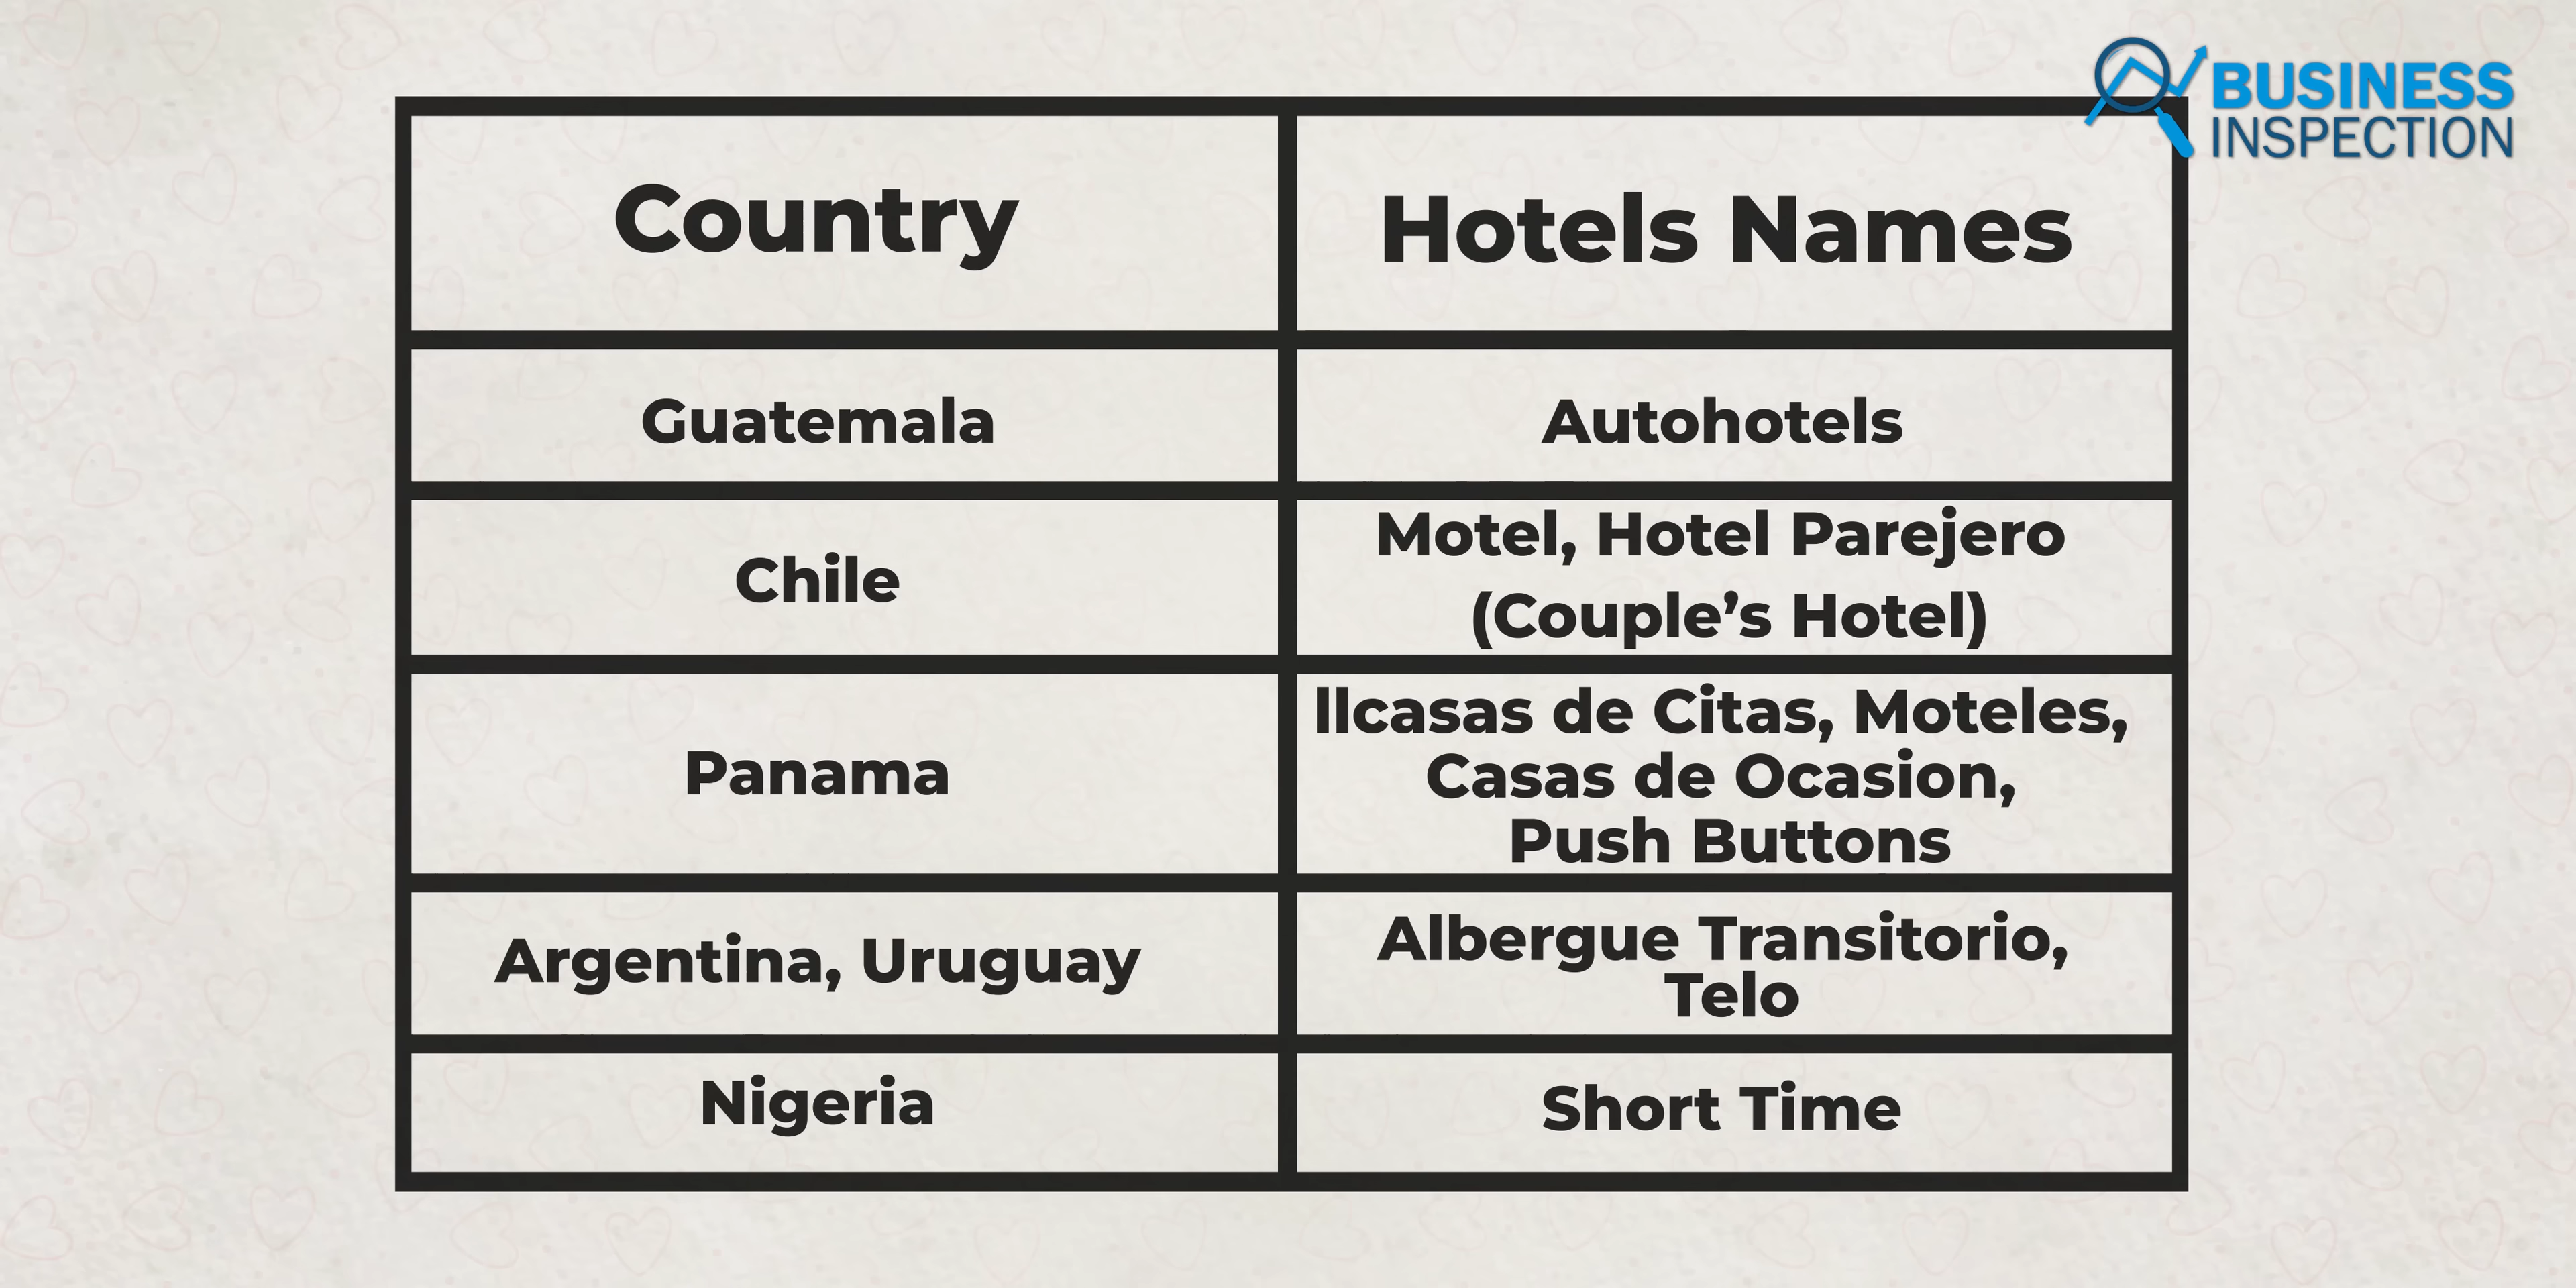 BUSINESS
INSPECTION
Country
Hotels Names
Guatemala
Autohotels
Chile
Motel, Hotel Parejero
(Couple’s Hotel)
Panama
llcasas de Citas, Moteles,
Casas de Ocasion,
Push Buttons
Argentina, Uruguay
Albergue Transitorio,
Telo
Nigeria
Short Time